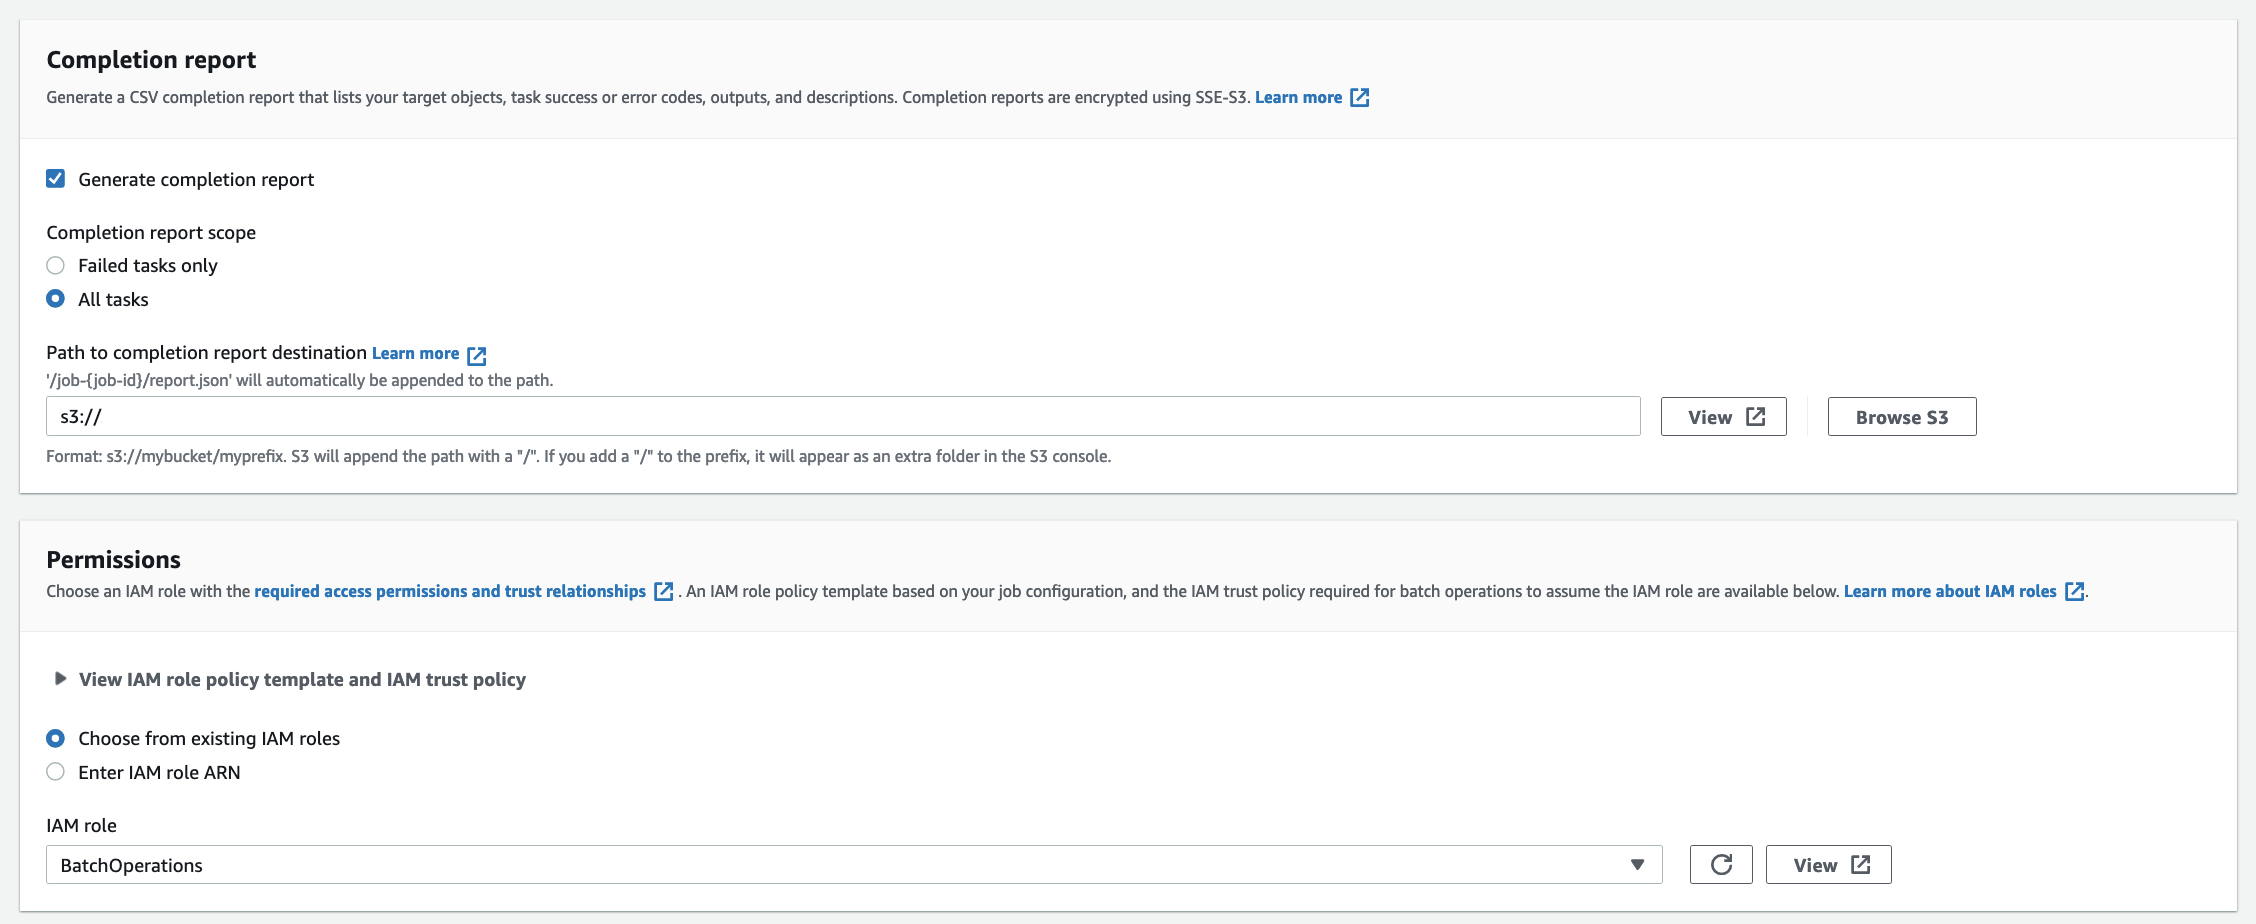 Completion report
Generate a CSV completion report that lists your target objects, task success or error codes, outputs, and descriptions. Completion reports are encrypted using SSE-S3. Learn more
Generate completion report
Completion report scope
Failed tasks only
All tasks
Path to completion report destination Learn more
'/job-{job-id}/report.json' will automatically be appended to the path.
s3:// View Browse S3
Format: s3://mybucket/myprefix. S3 will append the path with a "/". If you add a "/" to the prefix, it will appear as an extra folder in the S3 console.
Permissions
Choose an IAM role with the required access permissions and trust relationships . An IAM role policy template based on your job configuration, and the IAM trust policy required for batch operations to assume the IAM role are available below. Learn more about IAM roles .
View IAM role policy template and IAM trust policy
Choose from existing IAM roles
Enter IAM role ARN
IAM role
BatchOperations View